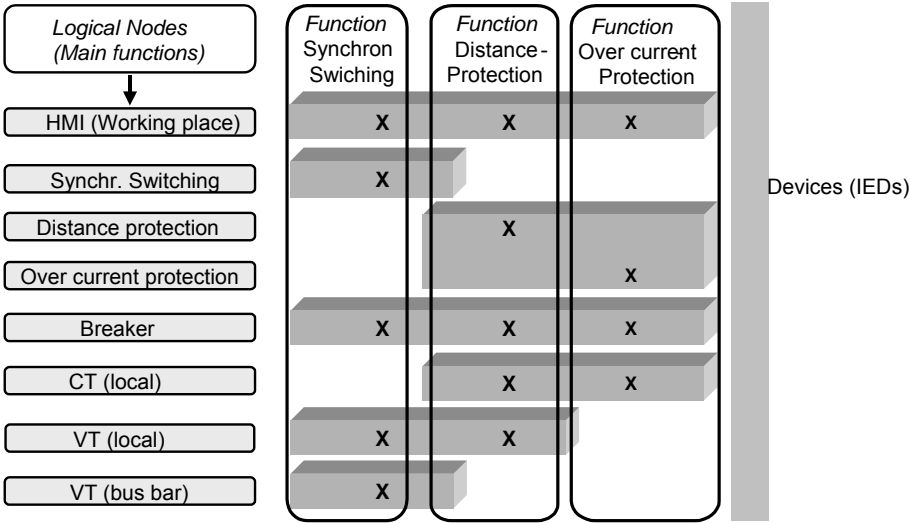 Logical Nodes
(Main functions)
Function
Synchron
Swiching
Function
Distance-
Protection
Function
Over current-
Protection
HMI (Working place)
X X X
Synchr. Switching
X
Devices (IEDs)
Distance protection
X
Over current protection
X
Breaker
X X X
CT (local)
X X
VT (local)
X X
VT (bus bar)
X